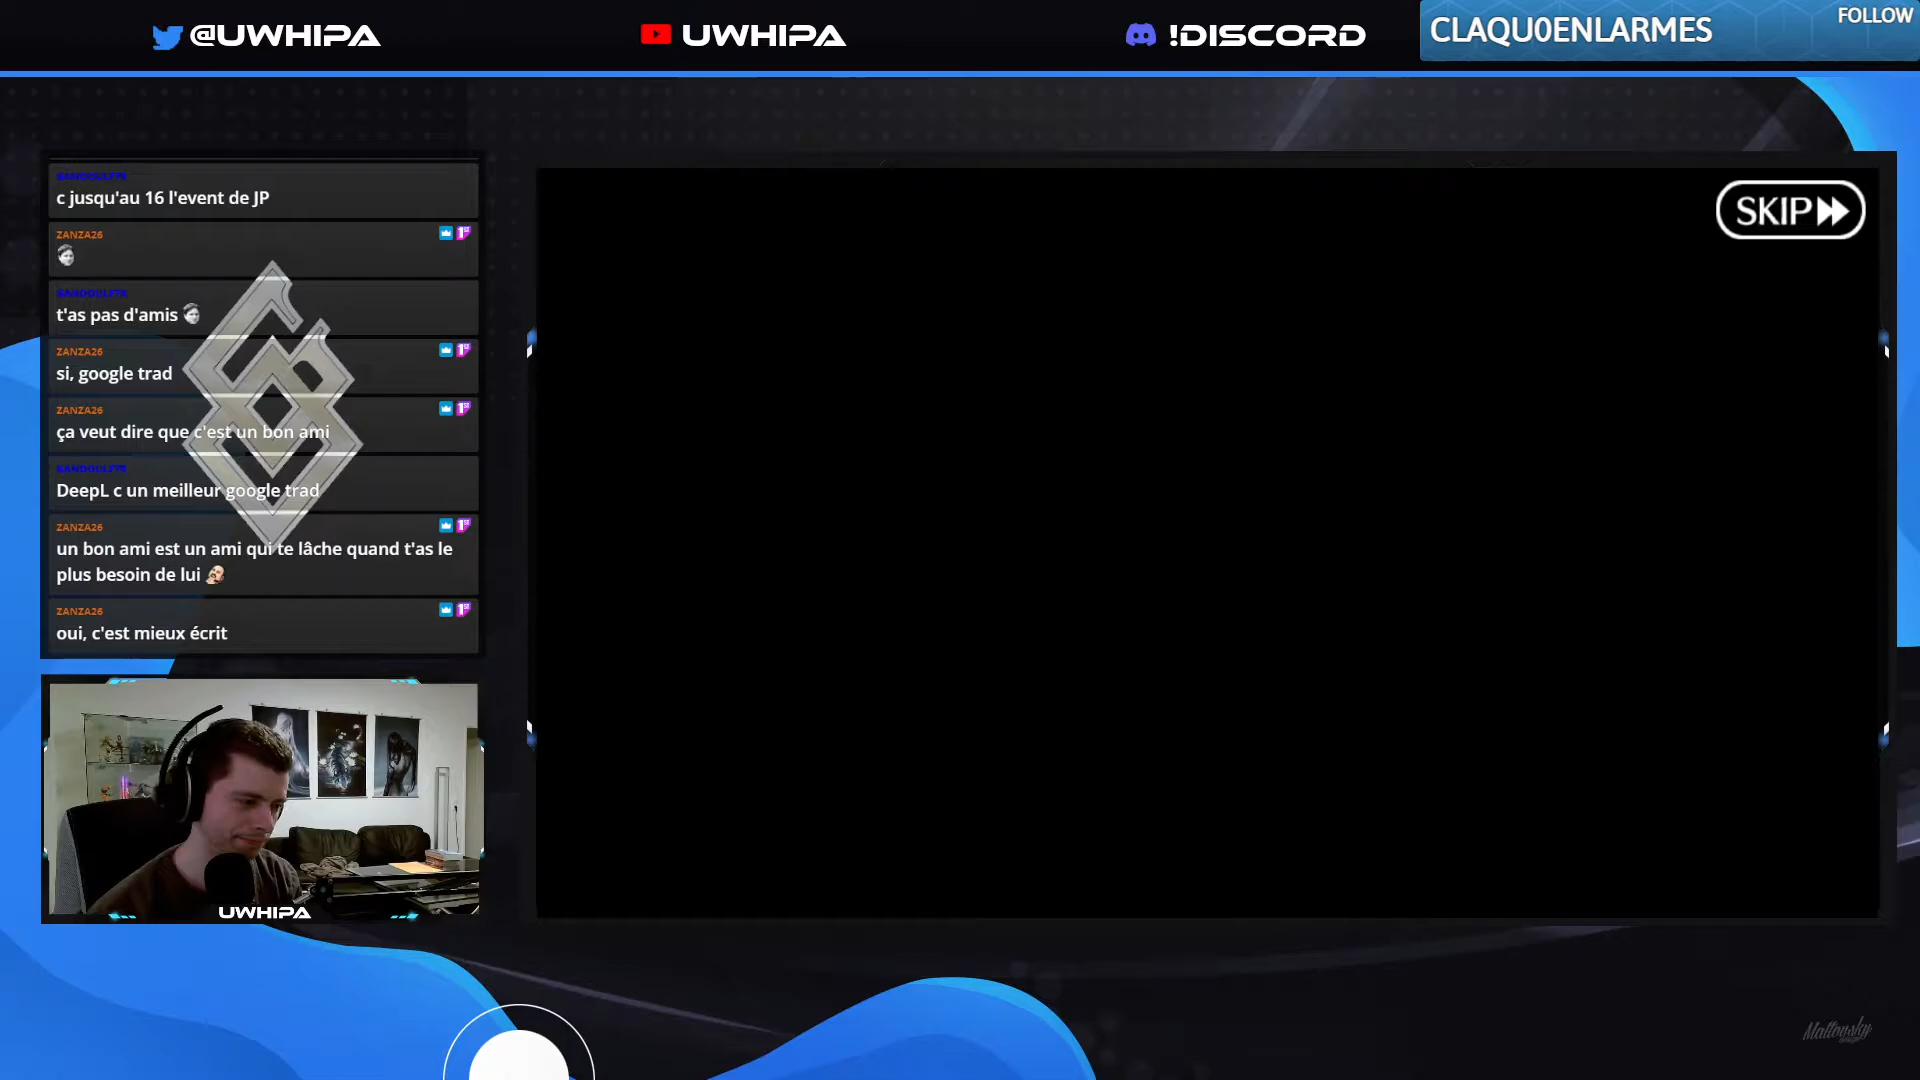 @UWHIPA
UWHIPA
!DISCORD
CLAQU0ENLARMES
FOLLOW
c jusqu'au 16 l'event de JP
ZANZA26
t'as pas d'amis
ZANZA26
si, google trad
ZANZA26
ça veut dire que c'est un bon ami
DeepL c un meilleur google trad
ZANZA26
un bon ami est un ami qui te lâche quand t'as le
plus besoin de lui
ZANZA26
oui, c'est mieux écrit
SKIP
UWHIPA